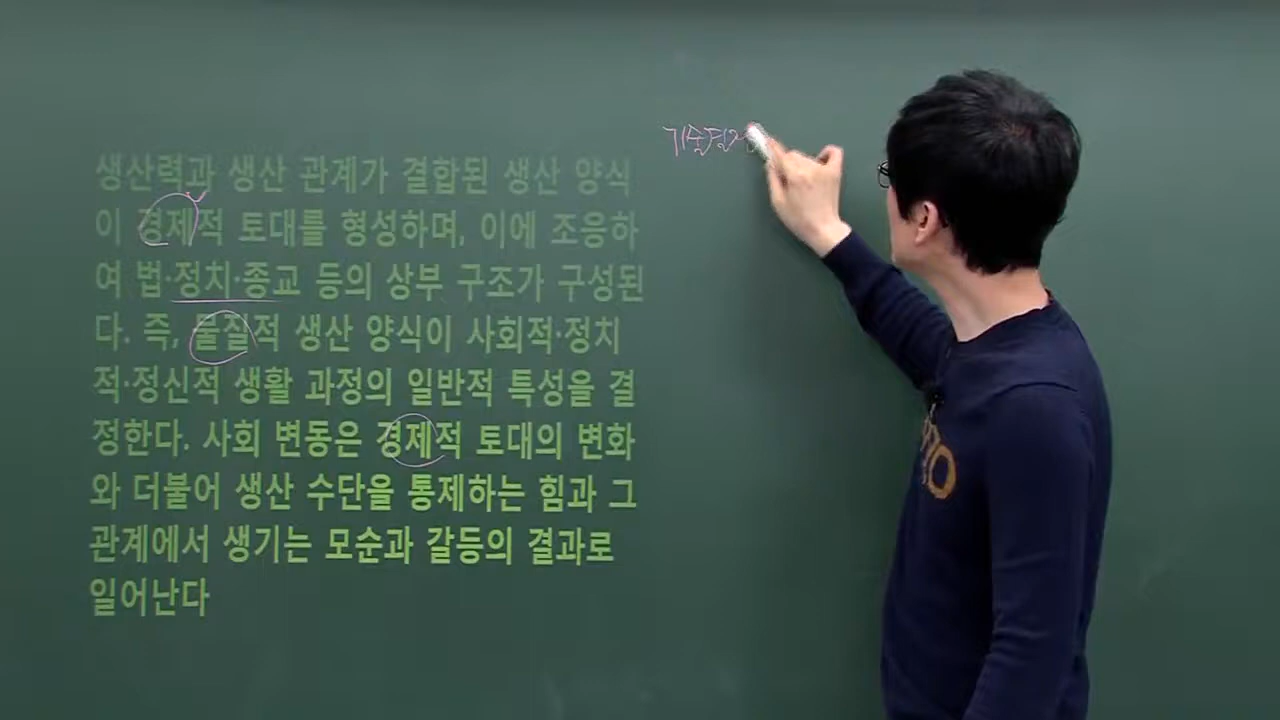 생산력과 생산 관계가 결합된 생산 양식
이 경제적 토대를 형성하며, 이에 조응하
여 법·정치·종교 등의 상부 구조가 구성된
다. 즉, 물질적 생산 양식이 사회적·정치
적·정신적 생활 과정의 일반적 특성을 결
정한다. 사회 변동은 경제적 토대의 변화
와 더불어 생산 수단을 통제하는 힘과 그
관계에서 생기는 모순과 갈등의 결과로
일어난다